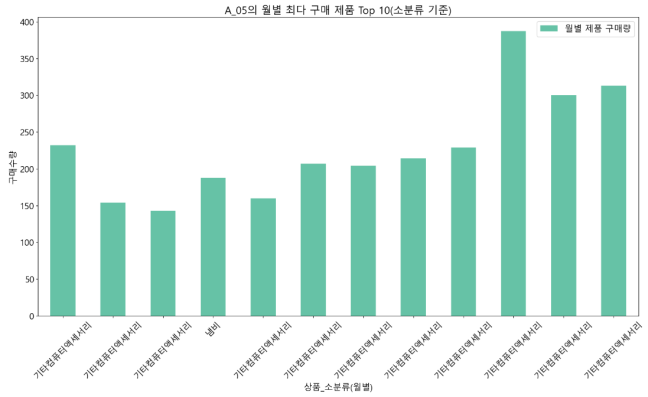 A_05의 월별 최다 구매 제품 Top 10(소분류 기준)
월별 제품 구매량
구매수량
400
350
300
250
200
150
100
50
0
기타컴퓨터액세서리
기타컴퓨터액세서리
기타컴퓨터액세서리
냄비
기타컴퓨터액세서리
기타컴퓨터액세서리
기타컴퓨터액세서리
기타컴퓨터액세서리
기타컴퓨터액세서리
기타컴퓨터액세서리
기타컴퓨터액세서리
기타컴퓨터액세서리
상품_소분류(월별)